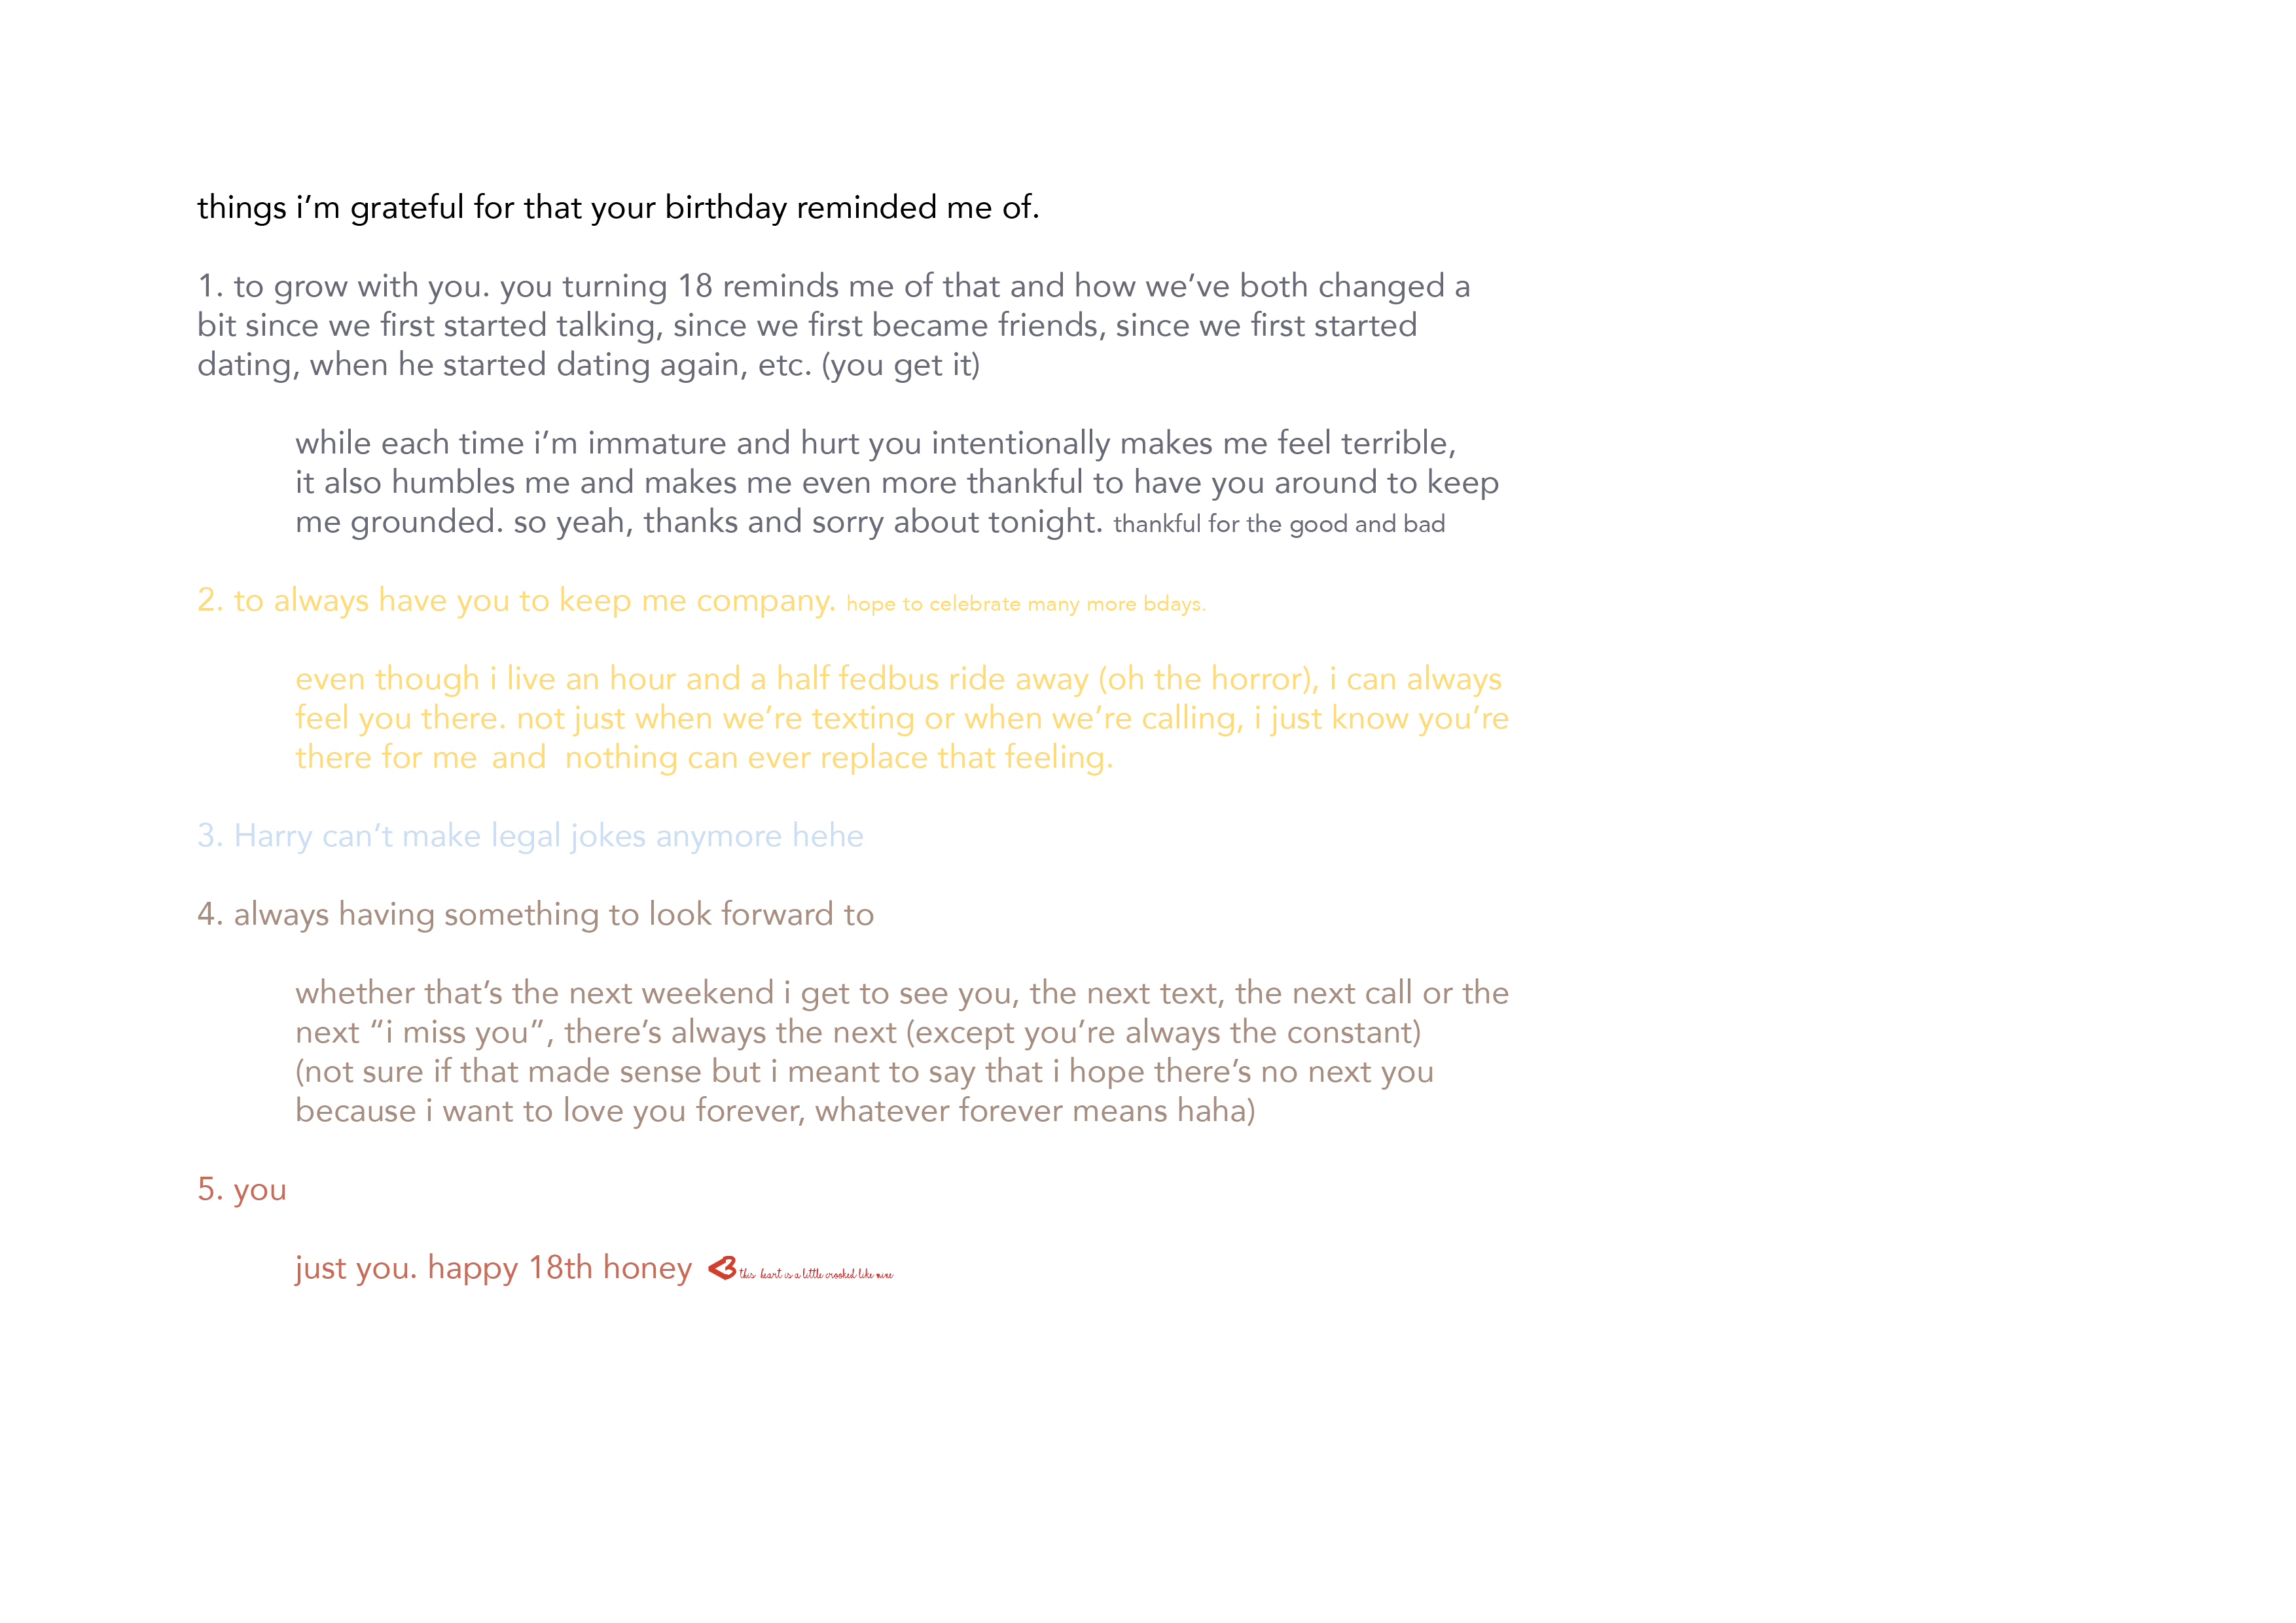 things i’m grateful for that your birthday reminded me of.
1. to grow with you. you turning 18 reminds me of that and how we’ve both changed a
bit since we first started talking, since we first became friends, since we first started
dating, when he started dating again, etc. (you get it)
while each time i’m immature and hurt you intentionally makes me feel terrible,
it also humbles me and makes me even more thankful to have you around to keep
me grounded. so yeah, thanks and sorry about tonight. thankful for the good and bad
2. to always have you to keep me company. hope to celebrate many more bdays.
even though i live an hour and a half fedbus ride away (oh the horror), i can always
feel you there. not just when we’re texting or when we’re calling, i just know you’re
there for me and nothing can ever replace that feeling.
3. Harry can’t make legal jokes anymore hehe
4. always having something to look forward to
whether that’s the next weekend i get to see you, the next text, the next call or the
next “i miss you”, there’s always the next (except you’re always the constant)
(not sure if that made sense but i meant to say that i hope there’s no next you
because i want to love you forever, whatever forever means haha)
5. you
just you. happy 18th honey <3 this heart is a little crooked like mine